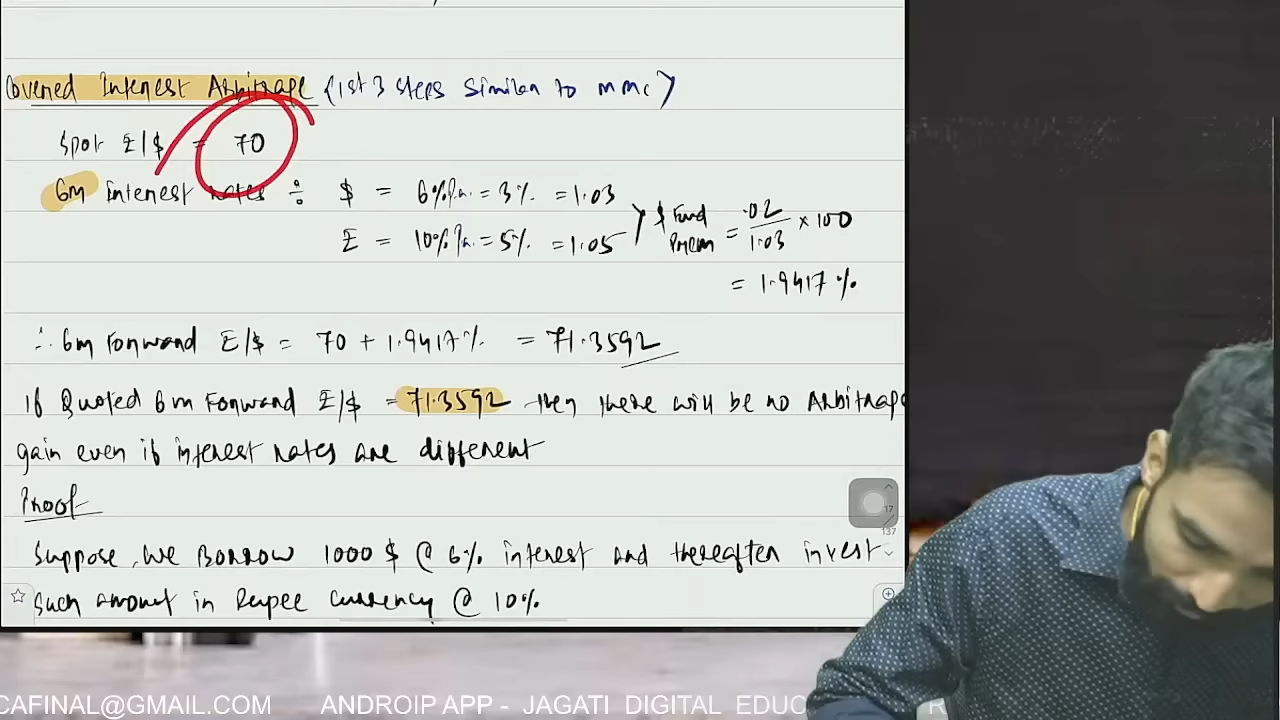 Covered Interest Arbitrage (1st 3 steps similar to MMC)
Spot ₹/$ = 70
6m interest rates ÷ $ = 6% p.a. = 3% = 1.03
₹ = 10% p.a. = 5% = 1.05
$ Fwd Prem = .02/1.03 × 100
= 1.9417%
∴ 6m Forward ₹/$ = 70 + 1.9417% = 71.3592
If Quoted 6m Forward ₹/$ = 71.3592 then there will be no Arbitrage
gain even if interest rates are different
Proof
Suppose, We Borrow 1000 $ @ 6% interest and thereafter invest
Such amount in Rupee currency @ 10%
17
137
CAFINAL@GMAIL.COM ANDROIP APP - JAGATI DIGITAL EDUC R